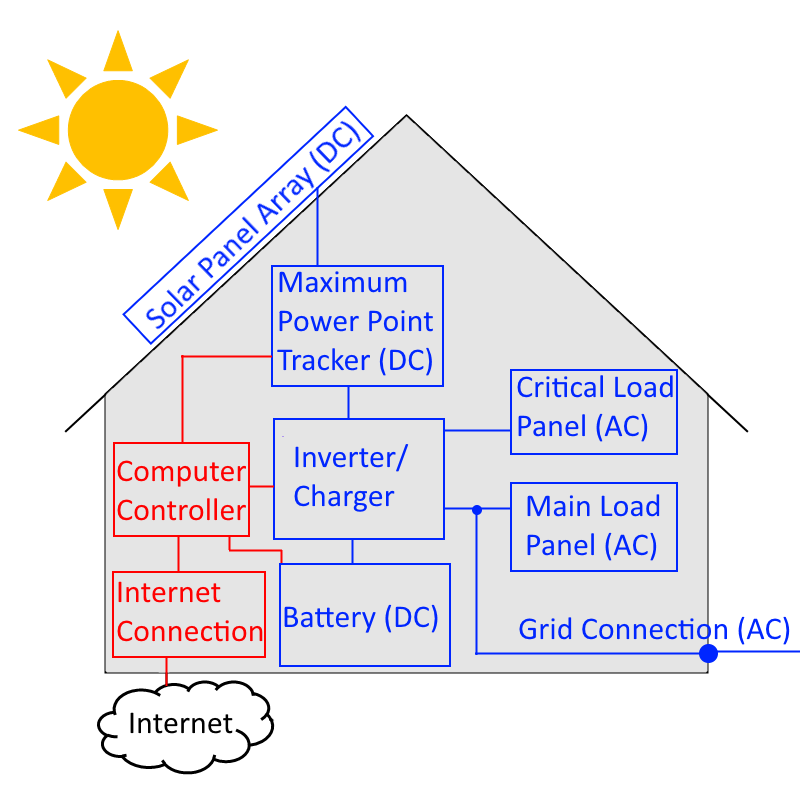 Solar Panel Array (DC)
Maximum
Power Point
Tracker (DC)
Critical Load
Panel (AC)
Inverter/
Charger
Computer
Controller
Main Load
Panel (AC)
Internet
Connection
Battery (DC)
Grid Connection (AC)
Internet